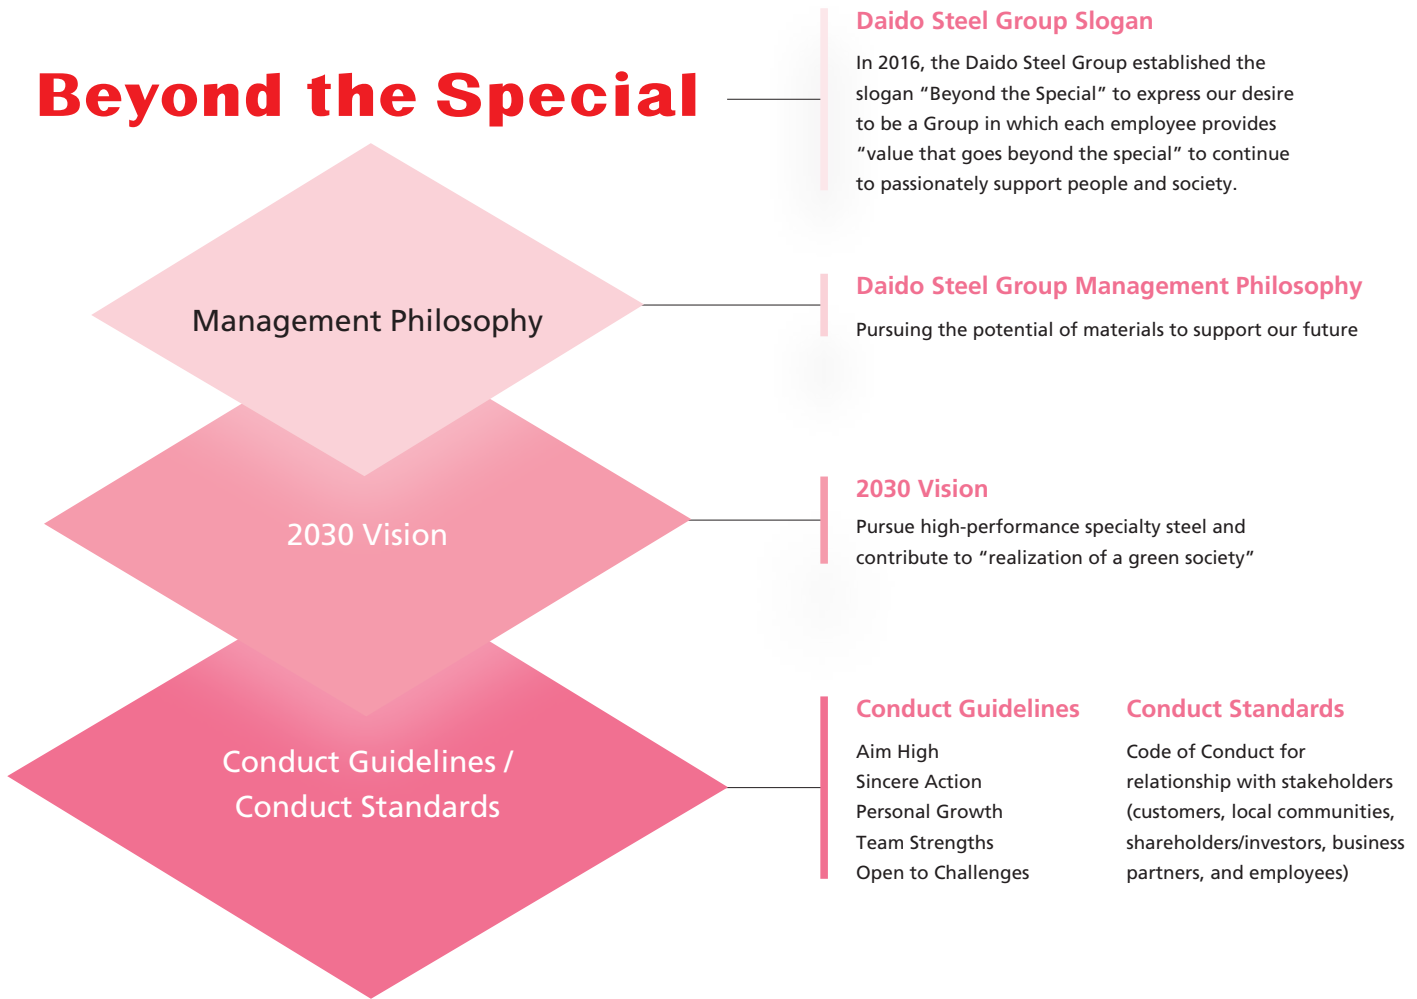 Beyond the Special
Daido Steel Group Slogan
In 2016, the Daido Steel Group established the
slogan “Beyond the Special” to express our desire
to be a Group in which each employee provides
“value that goes beyond the special” to continue
to passionately support people and society.
Management Philosophy
Daido Steel Group Management Philosophy
Pursuing the potential of materials to support our future
2030 Vision
2030 Vision
Pursue high-performance specialty steel and
contribute to “realization of a green society”
Conduct Guidelines /
Conduct Standards
Conduct Guidelines
Aim High
Sincere Action
Personal Growth
Team Strengths
Open to Challenges
Conduct Standards
Code of Conduct for
relationship with stakeholders
(customers, local communities,
shareholders/investors, business
partners, and employees)